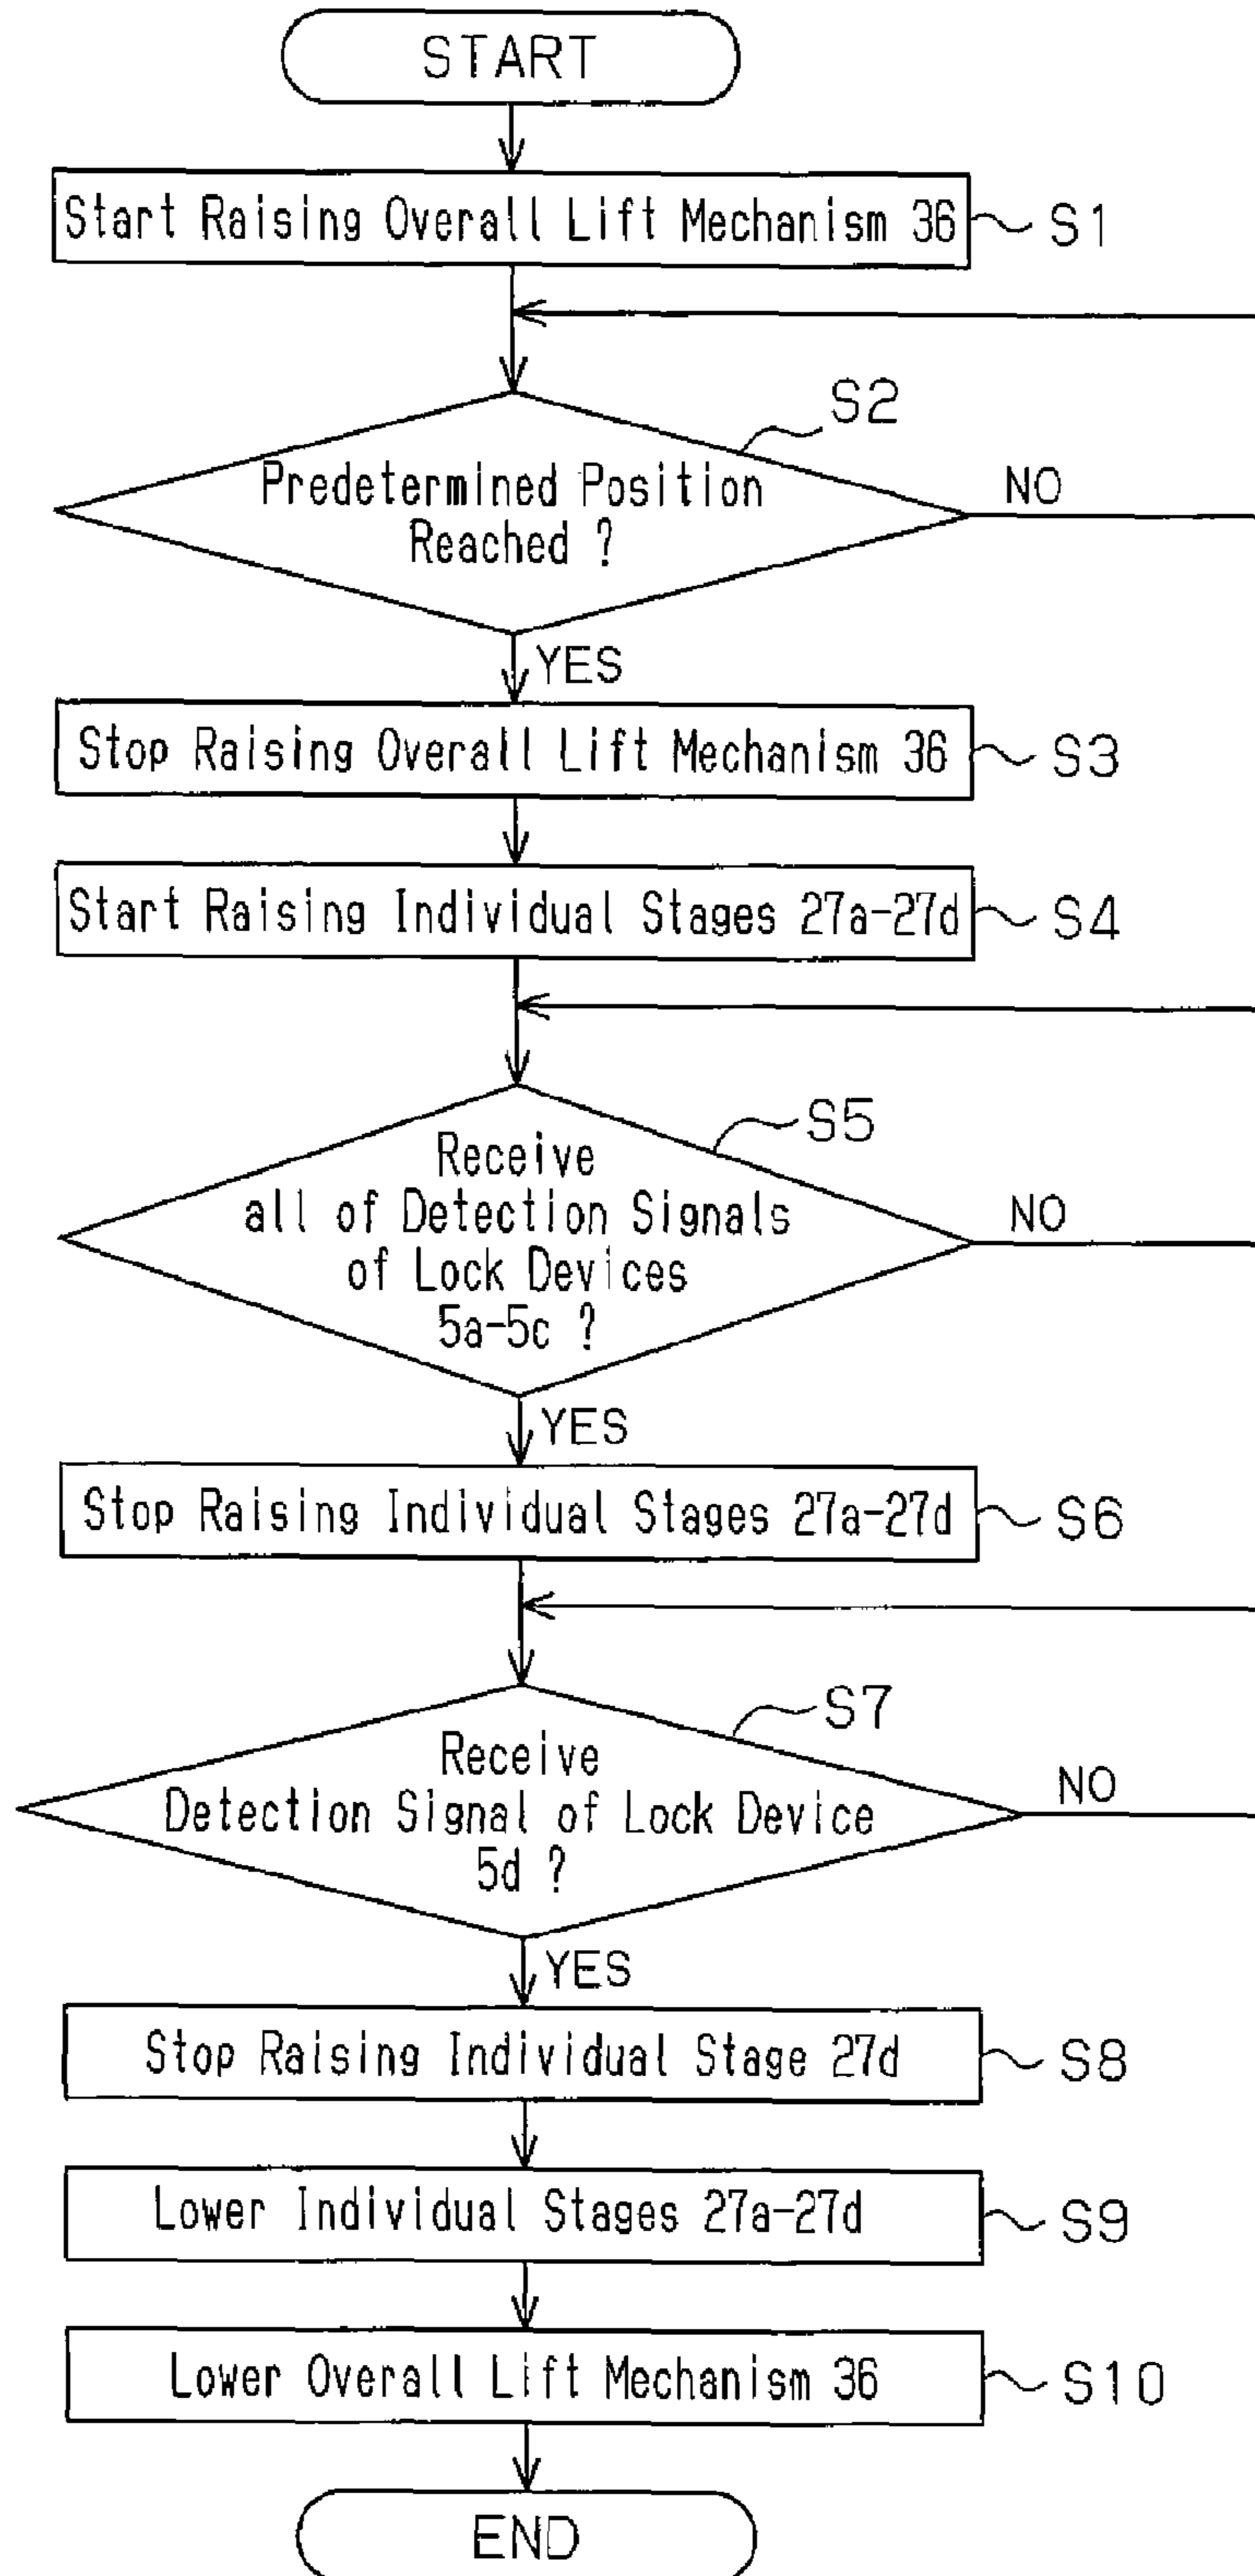 START
Start Raising Overall Lift Mechanism 36
S1
S2
Predetermined Position
Reached ?
NO
YES
Stop Raising Overall Lift Mechanism 36
S3
Start Raising Individual Stages 27a-27d
S4
S5
Receive
all of Detection Signals
of Lock Devices
5a-5c ?
NO
YES
Stop Raising Individual Stages 27a-27d
S6
S7
Receive
Detection Signal of Lock Device
5d ?
NO
YES
Stop Raising Individual Stage 27d
S8
Lower Individual Stages 27a-27d
S9
Lower Overall Lift Mechanism 36
S10
END